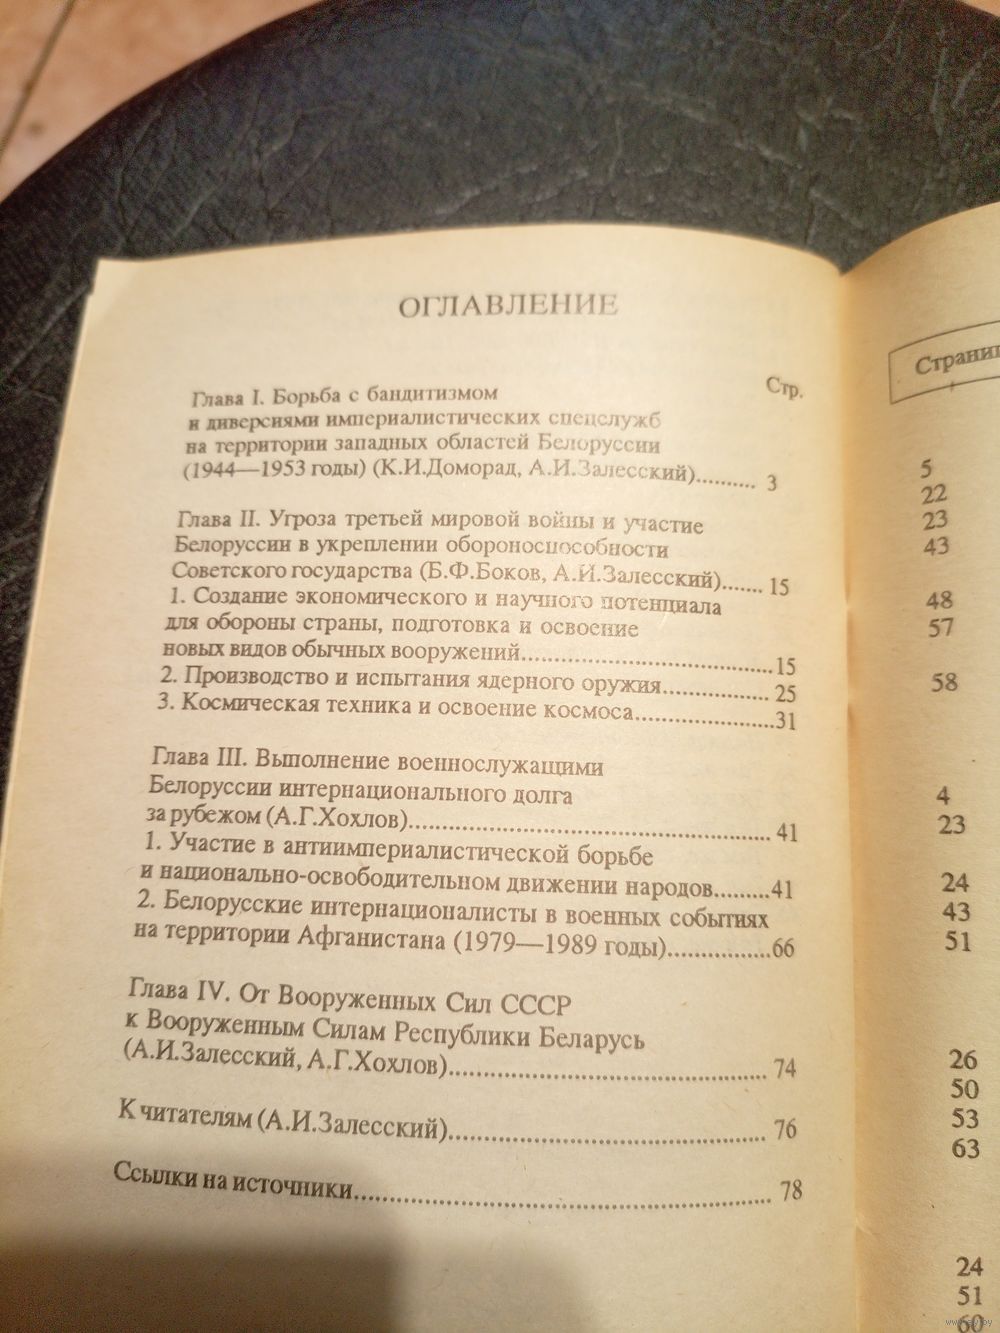 ОГЛАВЛЕНИЕ
Стр.
Глава I. Борьба с бандитизмом
и диверсиями империалистических спецслужб
на территории западных областей Белоруссии
(1944—1953 годы) (К.И.Доморад, А.И.Залесский).......... 3
Глава II. Угроза третьей мировой войны и участие
Белоруссии в укреплении обороноспособности
Советского государства (Б.Ф.Боков, А.И.Залесский)....... 15
1. Создание экономического и научного потенциала
для обороны страны, подготовка и освоение
новых видов обычных вооружений...................................15
2. Производство и испытания ядерного оружия................ 25
3. Космическая техника и освоение космоса.....................31
Глава III. Выполнение военнослужащими
Белоруссии интернационального долга
за рубежом (А.Г.Хохлов)..................................................... 41
1. Участие в антиимпериалистической борьбе
и национально-освободительном движении народов.........41
2. Белорусские интернационалисты в военных событиях
на территории Афганистана (1979—1989 годы)................66
Глава IV. От Вооруженных Сил СССР
к Вооруженным Силам Республики Беларусь
(А.И.Залесский, А.Г.Хохлов)............................................... 74
К читателям (А.И.Залесский)............................................... 76
Ссылки на источники............................................................ 78
5
22
23
43
48
57
58
4
23
24
43
51
26
50
53
63
24
51
60